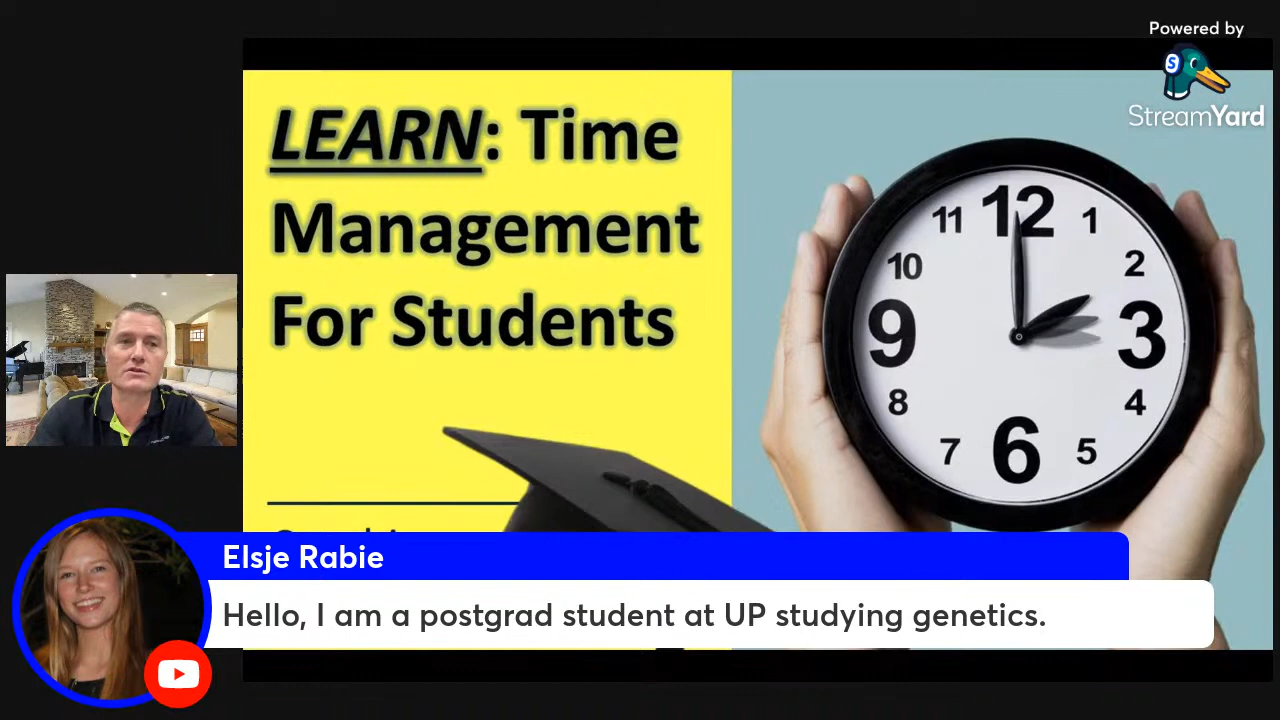 Powered by
StreamYard
LEARN: Time
Management
For Students
12
11
1
10
2
9
3
8
4
7
5
6
Elsje Rabie
Hello, I am a postgrad student at UP studying genetics.